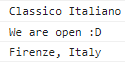 Classico Italiano
We are open :D
Firenze, Italy